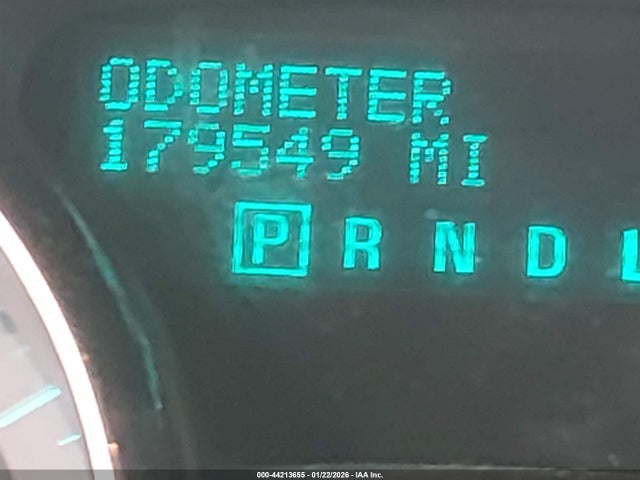 ODOMETER
179549 MI
P R N D L
000-44213655 - 01/22/2026 - IAA Inc.